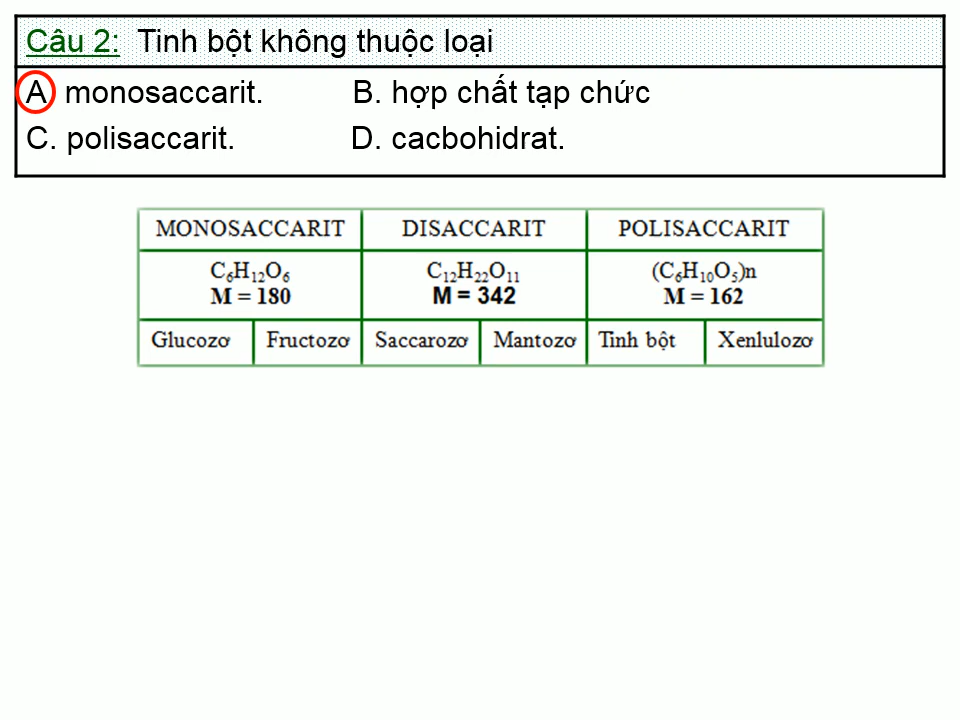 Câu 2: Tinh bột không thuộc loại
A monosaccarit. B. hợp chất tạp chức
C. polisaccarit. D. cacbohidrat.
MONOSACCARIT DISACCARIT POLISACCARIT
C₆H₁₂O₆ C₁₂H₂₂O₁₁ (C₆H₁₀O₅)n
M = 180 M = 342 M = 162
Glucozơ Fructozơ Saccarozơ Mantozơ Tinh bột Xenlulozơ